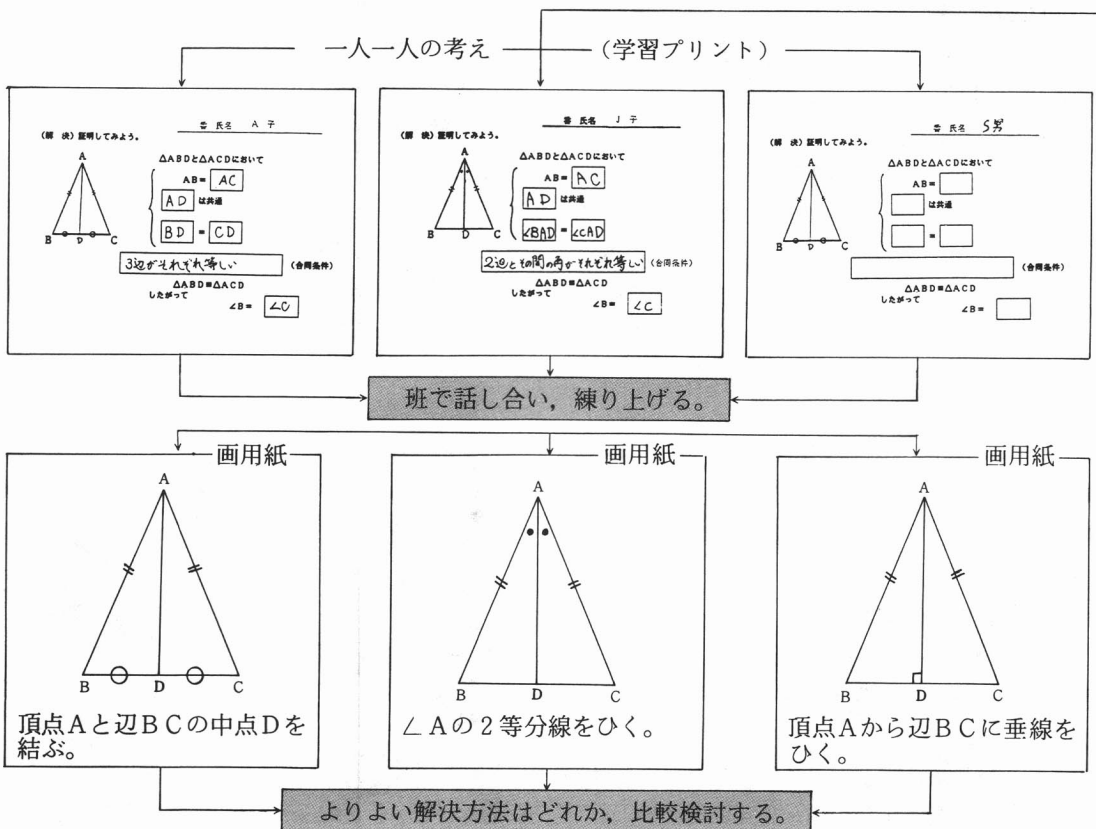 一人一人の考え (学習プリント)
番 氏名 A子
(解 決) 証明してみよう。
A
B D C
△ABDと△ACDにおいて
AB= AC
AD は共通
BD = CD
3辺がそれぞれ等しい (合同条件)
△ABD≡△ACD
したがって
∠B= ∠C
番 氏名 J子
(解 決) 証明してみよう。
A
B D C
△ABDと△ACDにおいて
AB= AC
AD は共通
∠BAD = ∠CAD
2辺とその間の角がそれぞれ等しい (合同条件)
△ABD≡△ACD
したがって
∠B= ∠C
番 氏名 S男
(解 決) 証明してみよう。
A
B D C
△ABDと△ACDにおいて
AB=
は共通
=
(合同条件)
△ABD≡△ACD
したがって
∠B=
班で話し合い,練り上げる。
画用紙
A
B D C
頂点Aと辺BCの中点Dを
結ぶ。
画用紙
A
B D C
∠Aの2等分線をひく。
画用紙
A
B D C
頂点Aから辺BCに垂線を
ひく。
よりよい解決方法はどれか,比較検討する。